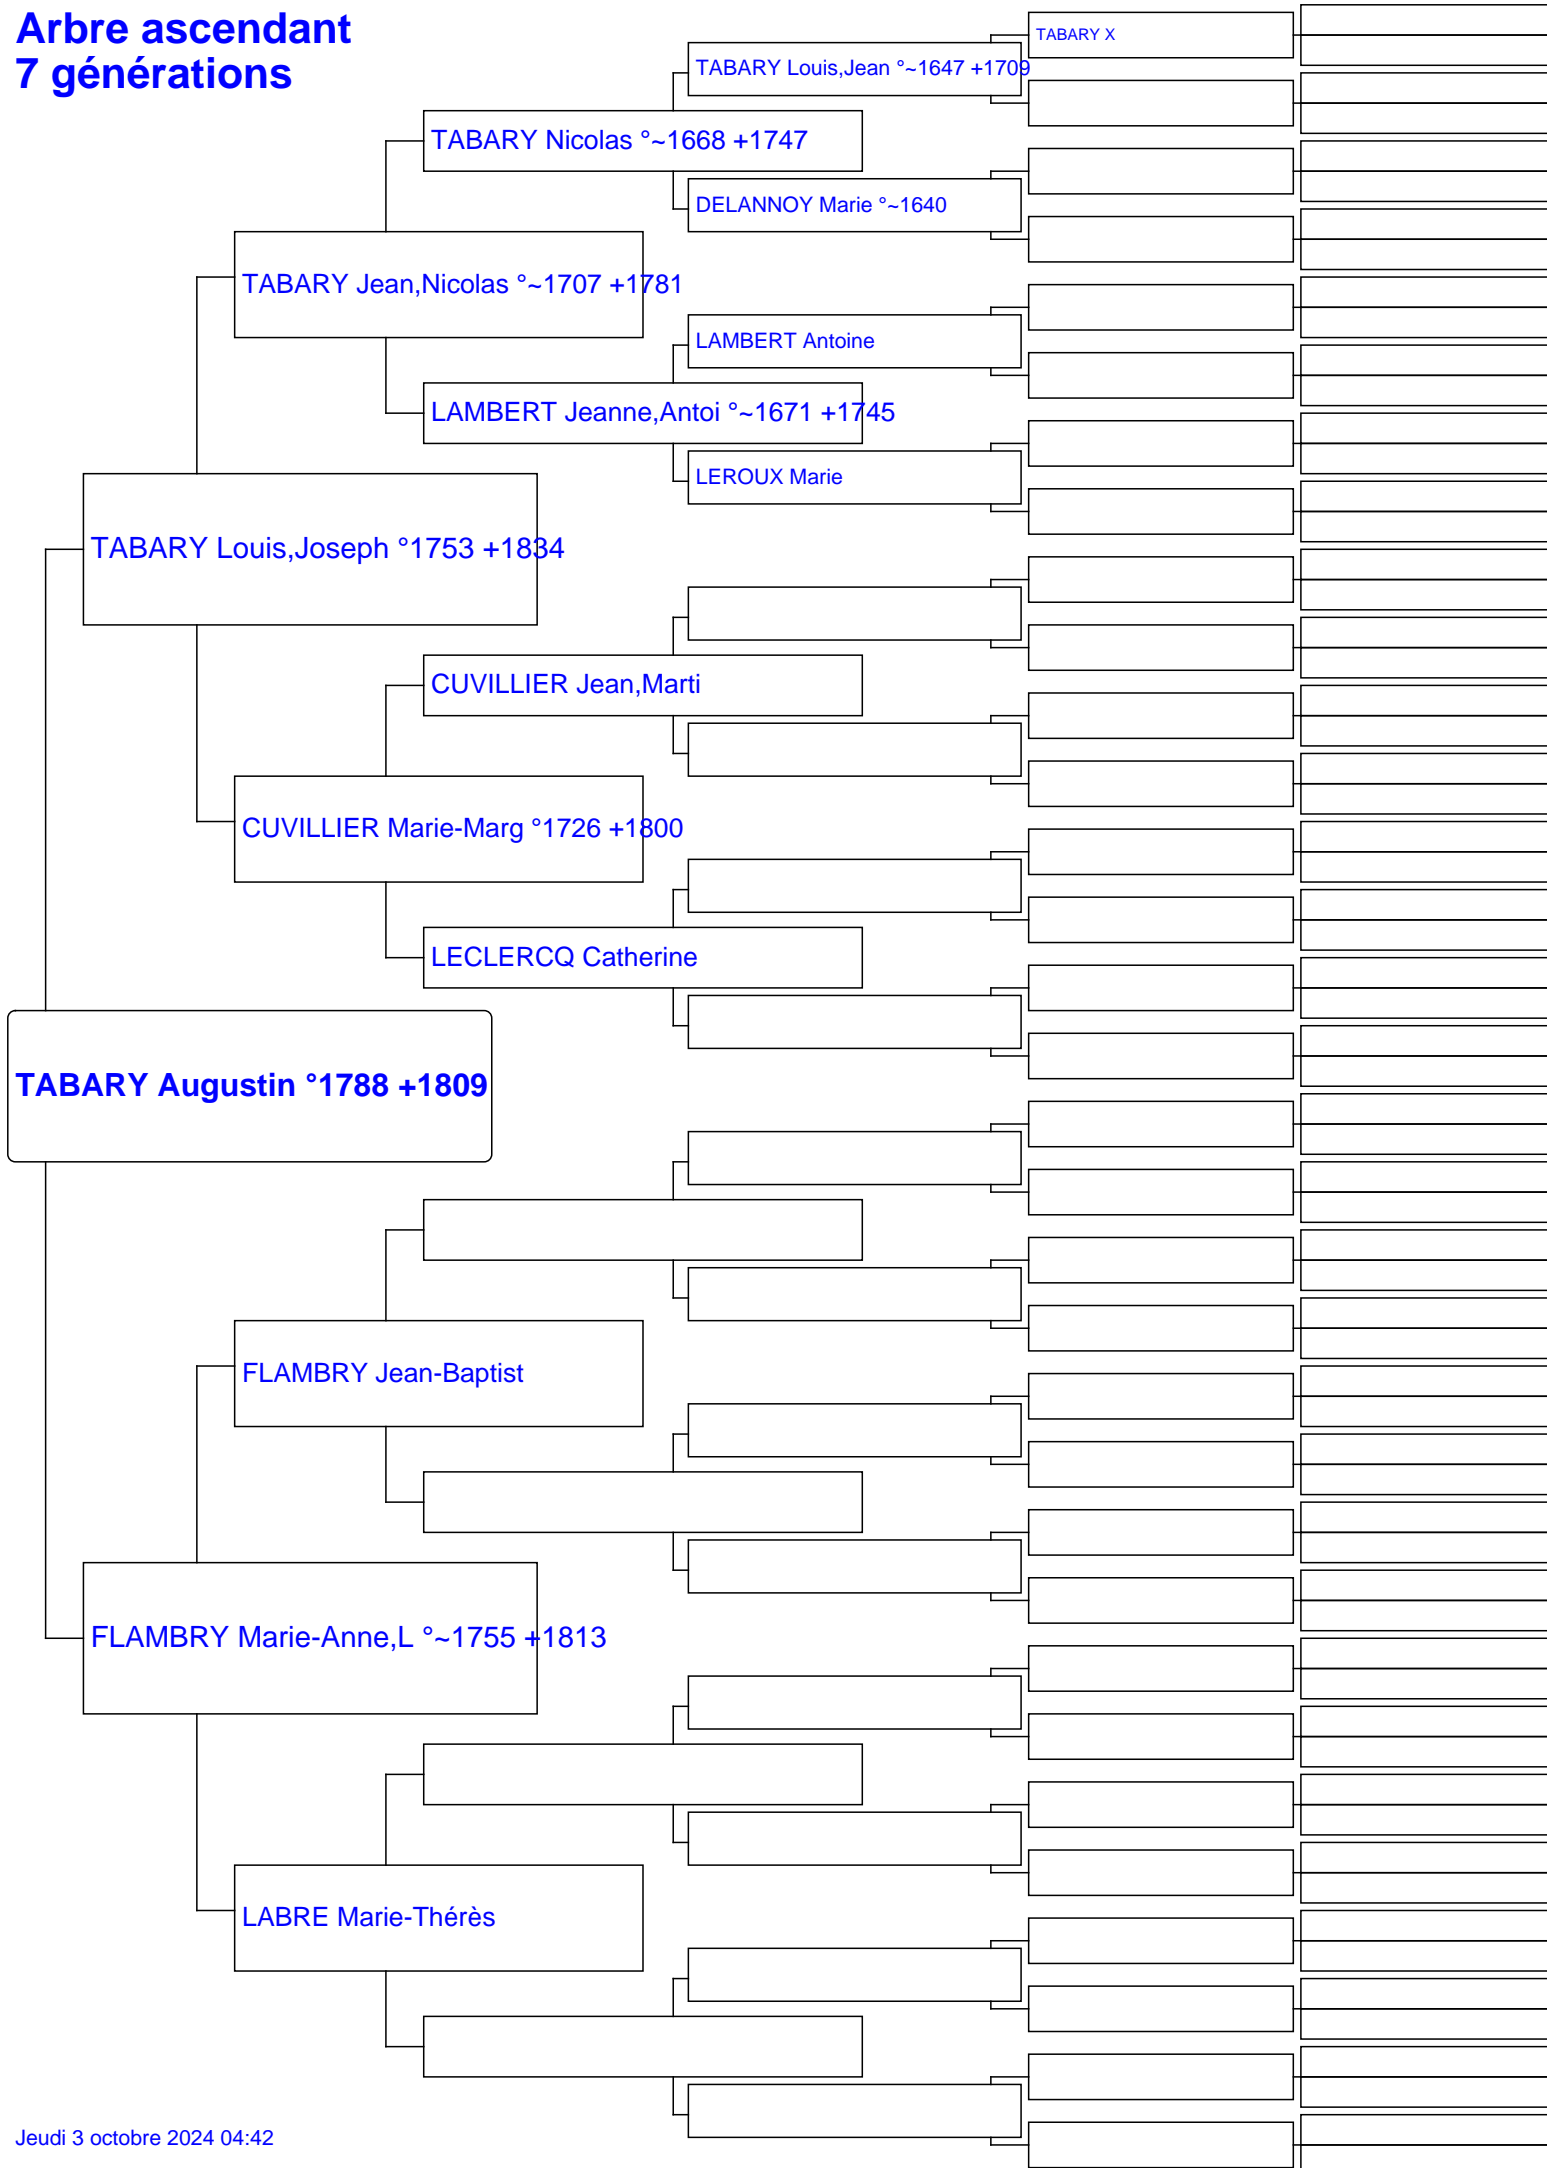 Arbre ascendant
7 générations
TABARY X
TABARY Louis,Jean °~1647 +1709
TABARY Nicolas °~1668 +1747
DELANNOY Marie °~1640
TABARY Jean,Nicolas °~1707 +1781
LAMBERT Antoine
LAMBERT Jeanne,Antoi °~1671 +1745
LEROUX Marie
TABARY Louis,Joseph °1753 +1834
CUVILLIER Jean,Marti
CUVILLIER Marie-Marg °1726 +1800
LECLERCQ Catherine
TABARY Augustin °1788 +1809
FLAMBRY Jean-Baptist
FLAMBRY Marie-Anne,L °~1755 +1813
LABRE Marie-Thérès
Jeudi 3 octobre 2024 04:42